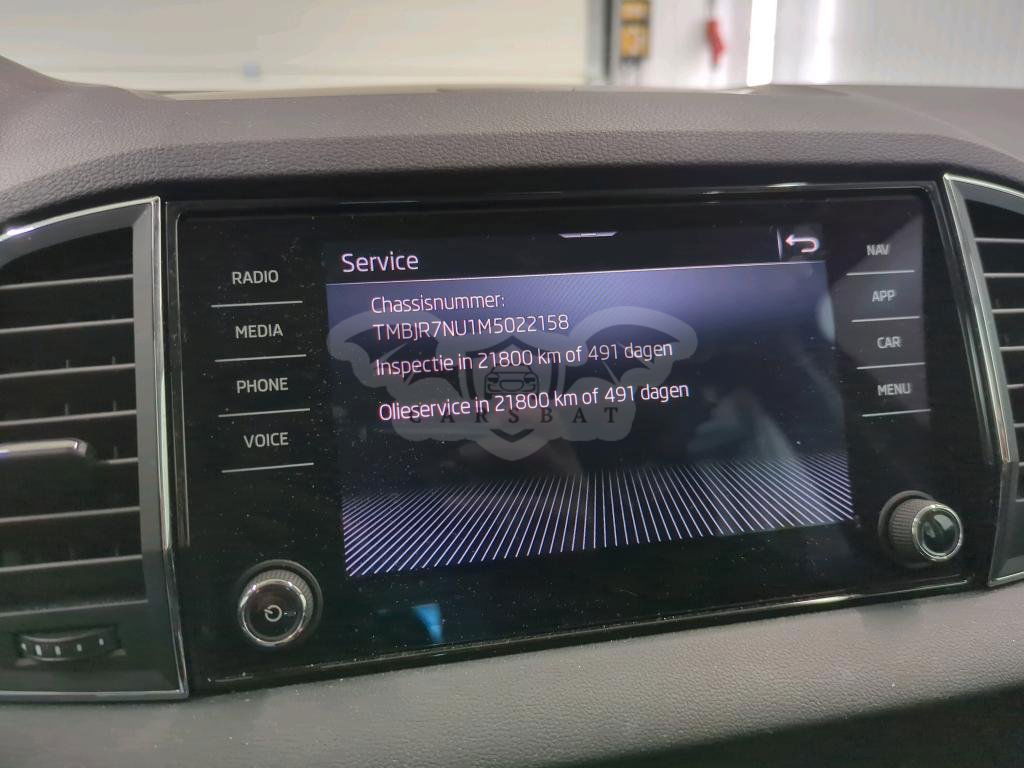 Service
RADIO
MEDIA
PHONE
VOICE
Chassisnummer:
TMBJR7NU1M5022158
Inspectie in 21800 km of 491 dagen
Olieservice in 21800 km of 491 dagen
CARSBAT
NAV
APP
CAR
MENU